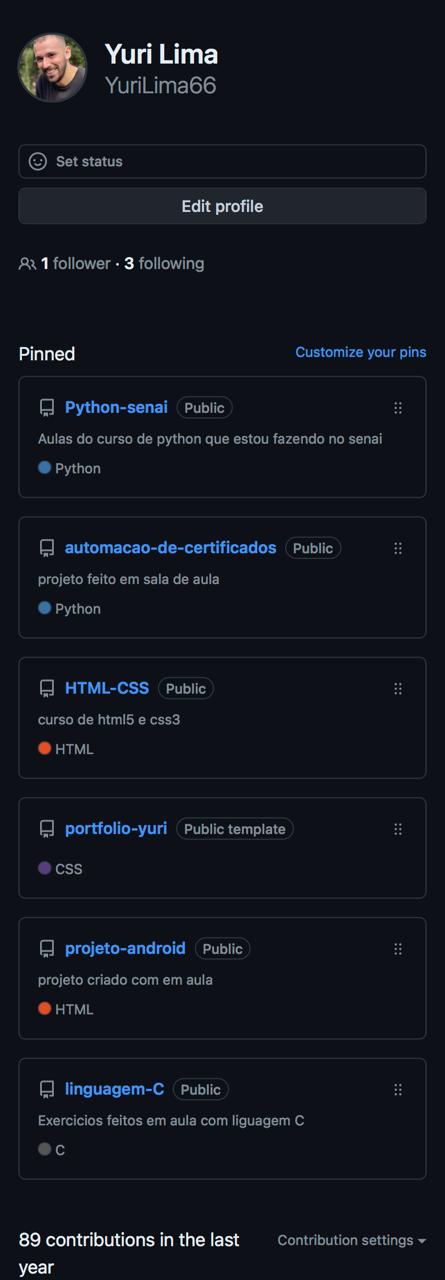 Yuri Lima
YuriLima66
Set status
Edit profile
1 follower · 3 following
Pinned
Customize your pins
Python-senai Public
Aulas do curso de python que estou fazendo no senai
Python
automacao-de-certificados Public
projeto feito em sala de aula
Python
HTML-CSS Public
curso de html5 e css3
HTML
portfolio-yuri Public template
CSS
projeto-android Public
projeto criado com em aula
HTML
linguagem-C Public
Exercicios feitos em aula com liguagem C
C
89 contributions in the last
year
Contribution settings